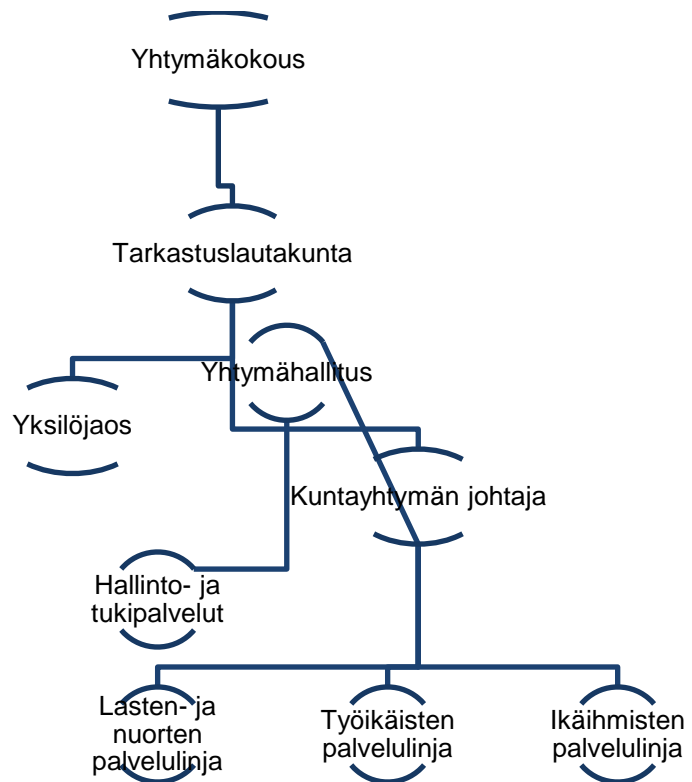 Yhtymäkokous
Tarkastuslautakunta
Yhtymähallitus
Yksilöjaos
Kuntayhtymän johtaja
Hallinto- ja
tukipalvelut
Lasten- ja
nuorten
palvelulinja
Työikäisten
palvelulinja
Ikäihmisten
palvelulinja